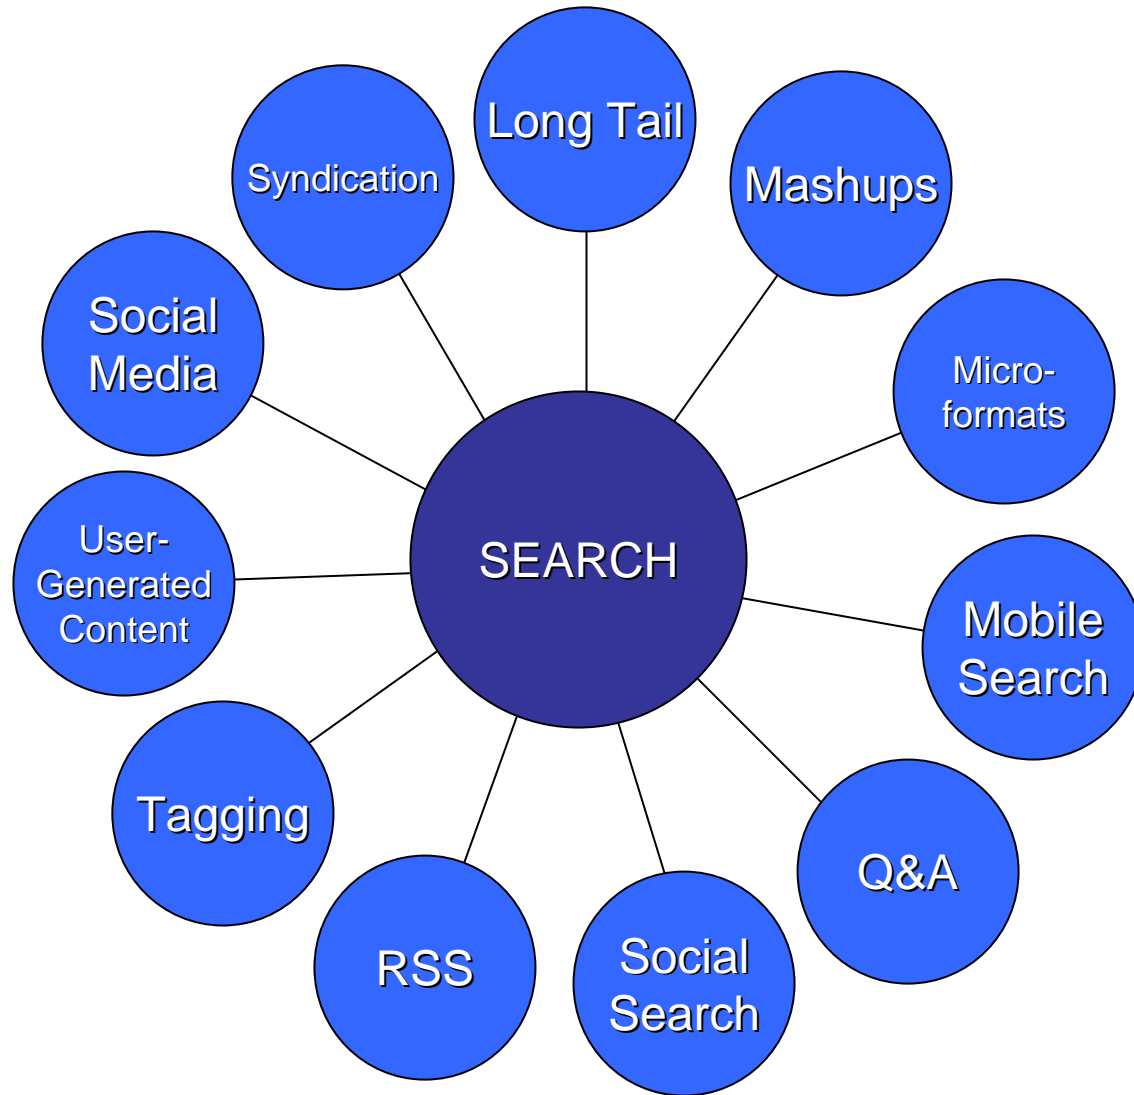 Long Tail
Mashups
Micro-
formats
Mobile
Search
Q&A
Social
Search
RSS
Tagging
User-
Generated
Content
Social
Media
Syndication
SEARCH